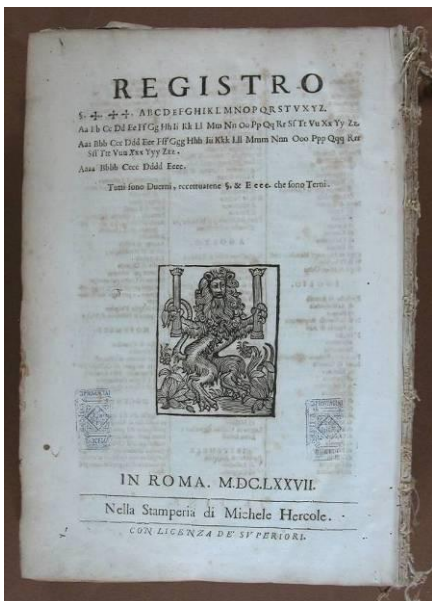 REGISTRO
§. ✠. ✠✠. ABCDEFGHIKLMNOPQRSTVXYZ.
Aa Bb Cc Dd Ee Ff Gg Hh Ii Kk Ll Mm Nn Oo Pp Qq Rr Sſ Tt Vu Xx Yy Zz.
Aaa Bbb Ccc Ddd Eee Fff Ggg Hhh Iii Kkk Lll Mmm Nnn Ooo Ppp Qqq Rrr
Sſſ Ttt Vuu Xxx Yyy Zzz.
Aaaa Bbbb Cccc Dddd Eeee.
Tutti ſono Duerni, eccettuatene §. & Eeee. che ſono Terni.
IN ROMA. M.DC.LXXVII.
Nella Stamperia di Michele Hercole.
CON LICENZA DE' SVPERIORI.